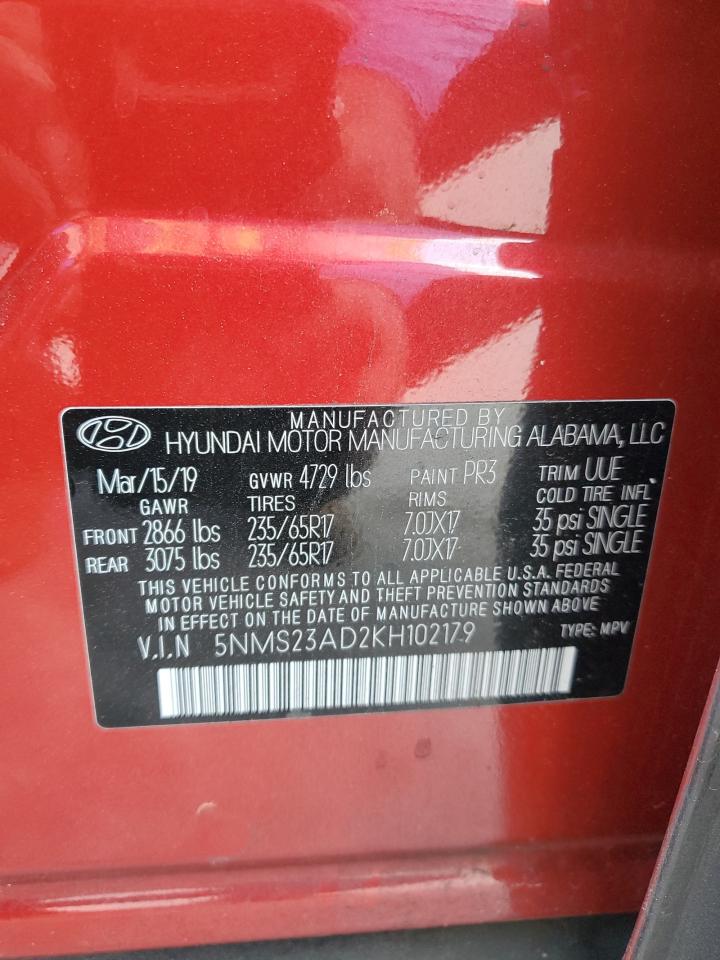 MANUFACTURED BY
HYUNDAI MOTOR MANUFACTURING ALABAMA, LLC
Mar/15/19 GVWR 4729 lbs PAINT PR3 TRIM UUE
GAWR TIRES RIMS COLD TIRE INFL
FRONT 2866 lbs 235/65R17 7.0JX17 35 psi SINGLE
REAR 3075 lbs 235/65R17 7.0JX17 35 psi SINGLE
THIS VEHICLE CONFORMS TO ALL APPLICABLE U.S.A. FEDERAL
MOTOR VEHICLE SAFETY AND THEFT PREVENTION STANDARDS
IN EFFECT ON THE DATE OF MANUFACTURE SHOWN ABOVE.
V.I.N 5NMS23AD2KH102179 TYPE: MPV